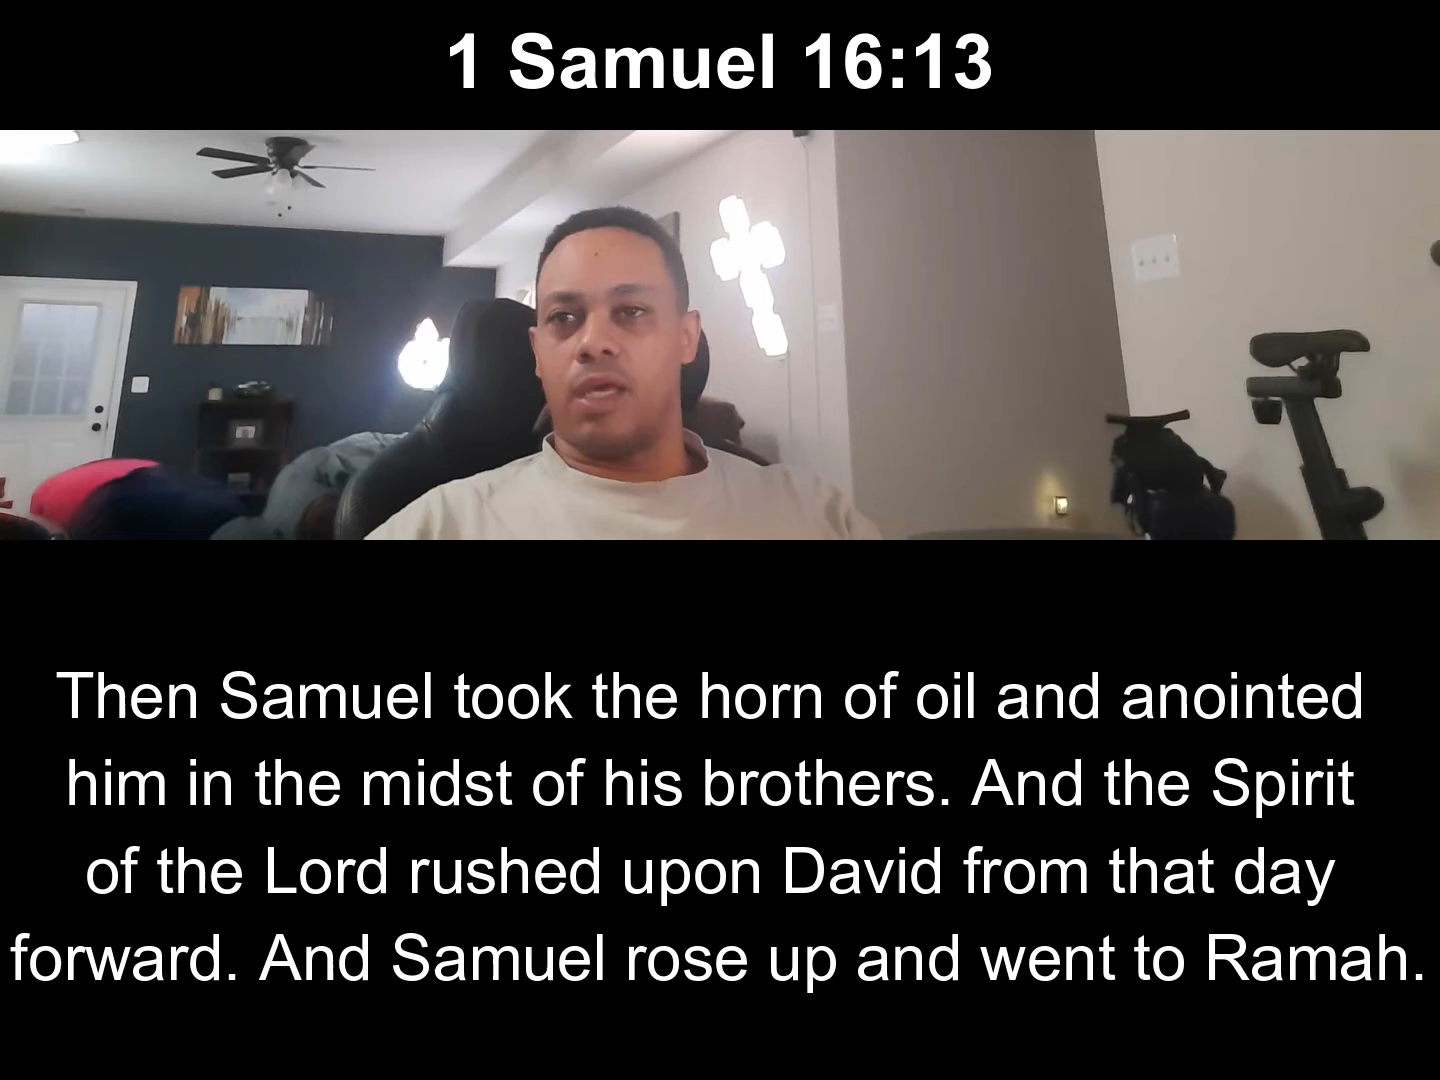 1 Samuel 16:13
Then Samuel took the horn of oil and anointed
him in the midst of his brothers. And the Spirit
of the Lord rushed upon David from that day
forward. And Samuel rose up and went to Ramah.